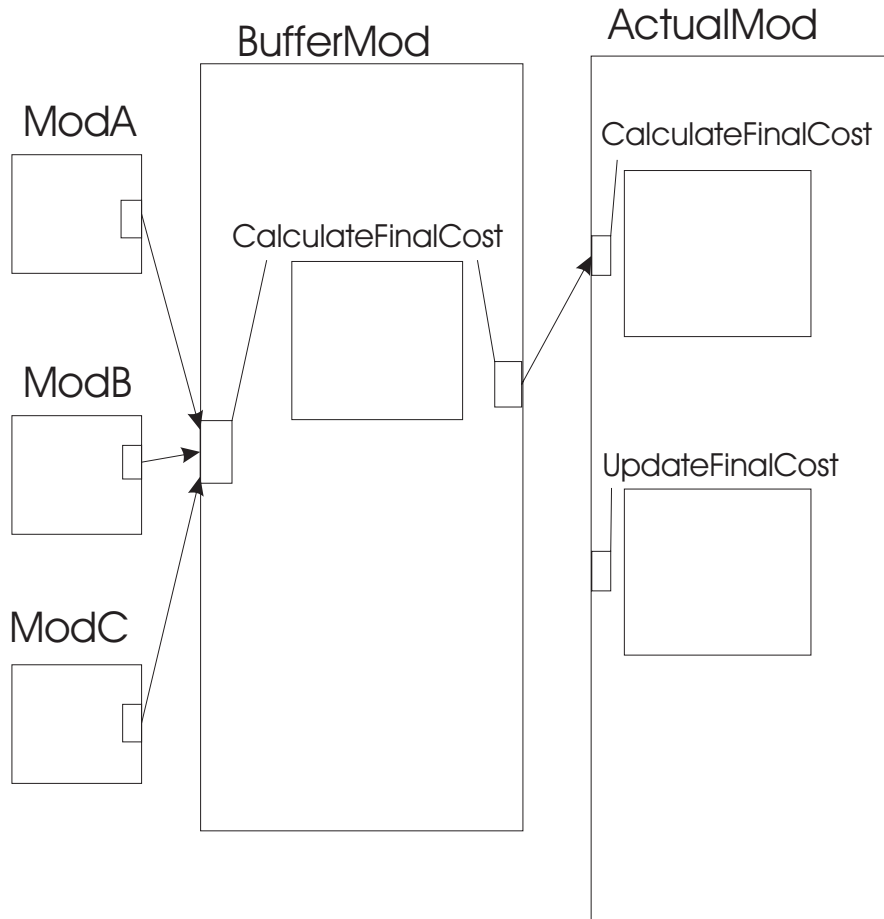 ActualMod
BufferMod
ModA
CalculateFinalCost
CalculateFinalCost
ModB
UpdateFinalCost
ModC